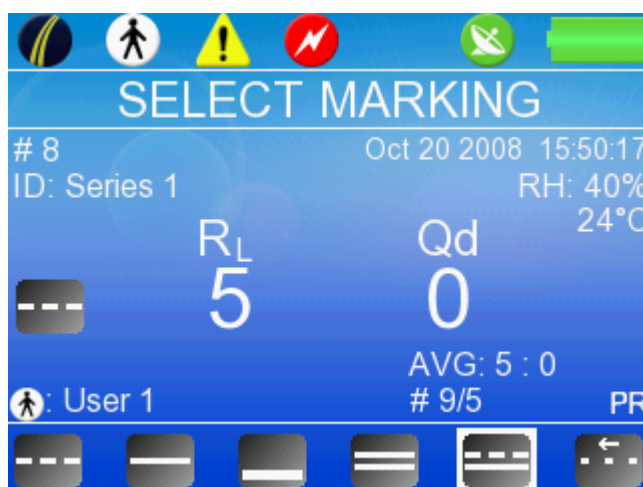 SELECT MARKING
# 8 Oct 20 2008 15:50:17
ID: Series 1 RH: 40%
24°C
RL Qd
5 0
AVG: 5 : 0
: User 1 # 9/5 PR